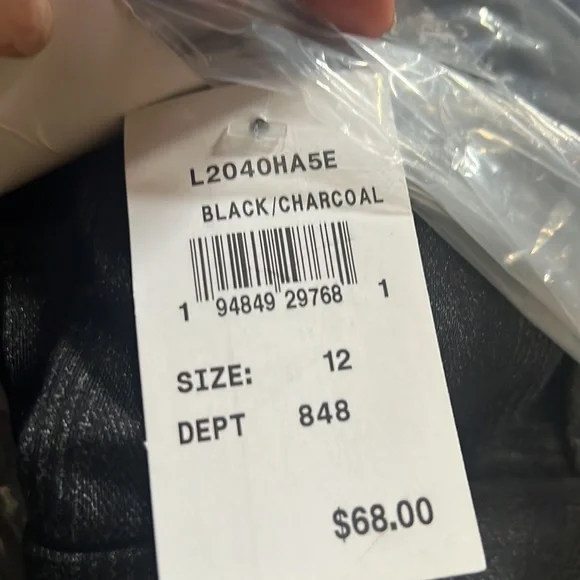 L2040HA5E
BLACK/CHARCOAL
1 94849 29768 1
SIZE: 12
DEPT 848
$68.00